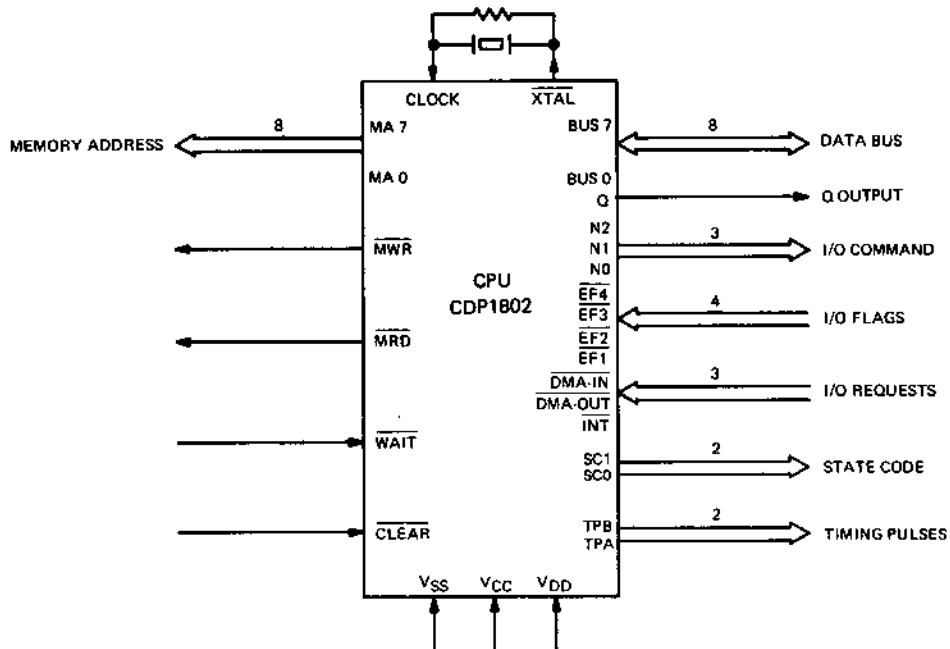 CLOCK
XTAL
MEMORY ADDRESS
8
MA 7
MA 0
BUS 7
8
DATA BUS
BUS 0
Q
Q OUTPUT
MWR
N2
N1
N0
3
I/O COMMAND
CPU
CDP1802
EF4
EF3
EF2
EF1
4
I/O FLAGS
MRD
DMA-IN
DMA-OUT
INT
3
I/O REQUESTS
WAIT
SC1
SC0
2
STATE CODE
CLEAR
TPB
TPA
2
TIMING PULSES
VSS
VCC
VDD